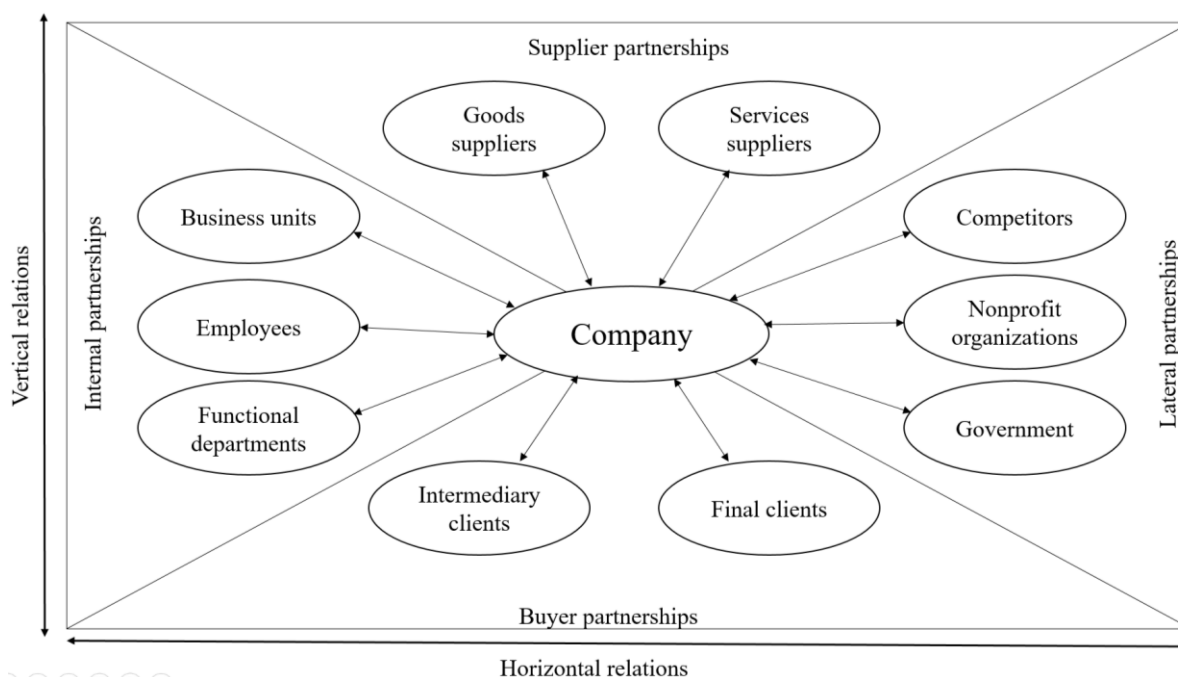 Supplier partnerships
Goods
suppliers
Services
suppliers
Business units
Competitors
Vertical relations
Internal partnerships
Employees
Company
Nonprofit
organizations
Lateral partnerships
Functional
departments
Government
Intermediary
clients
Final clients
Buyer partnerships
Horizontal relations